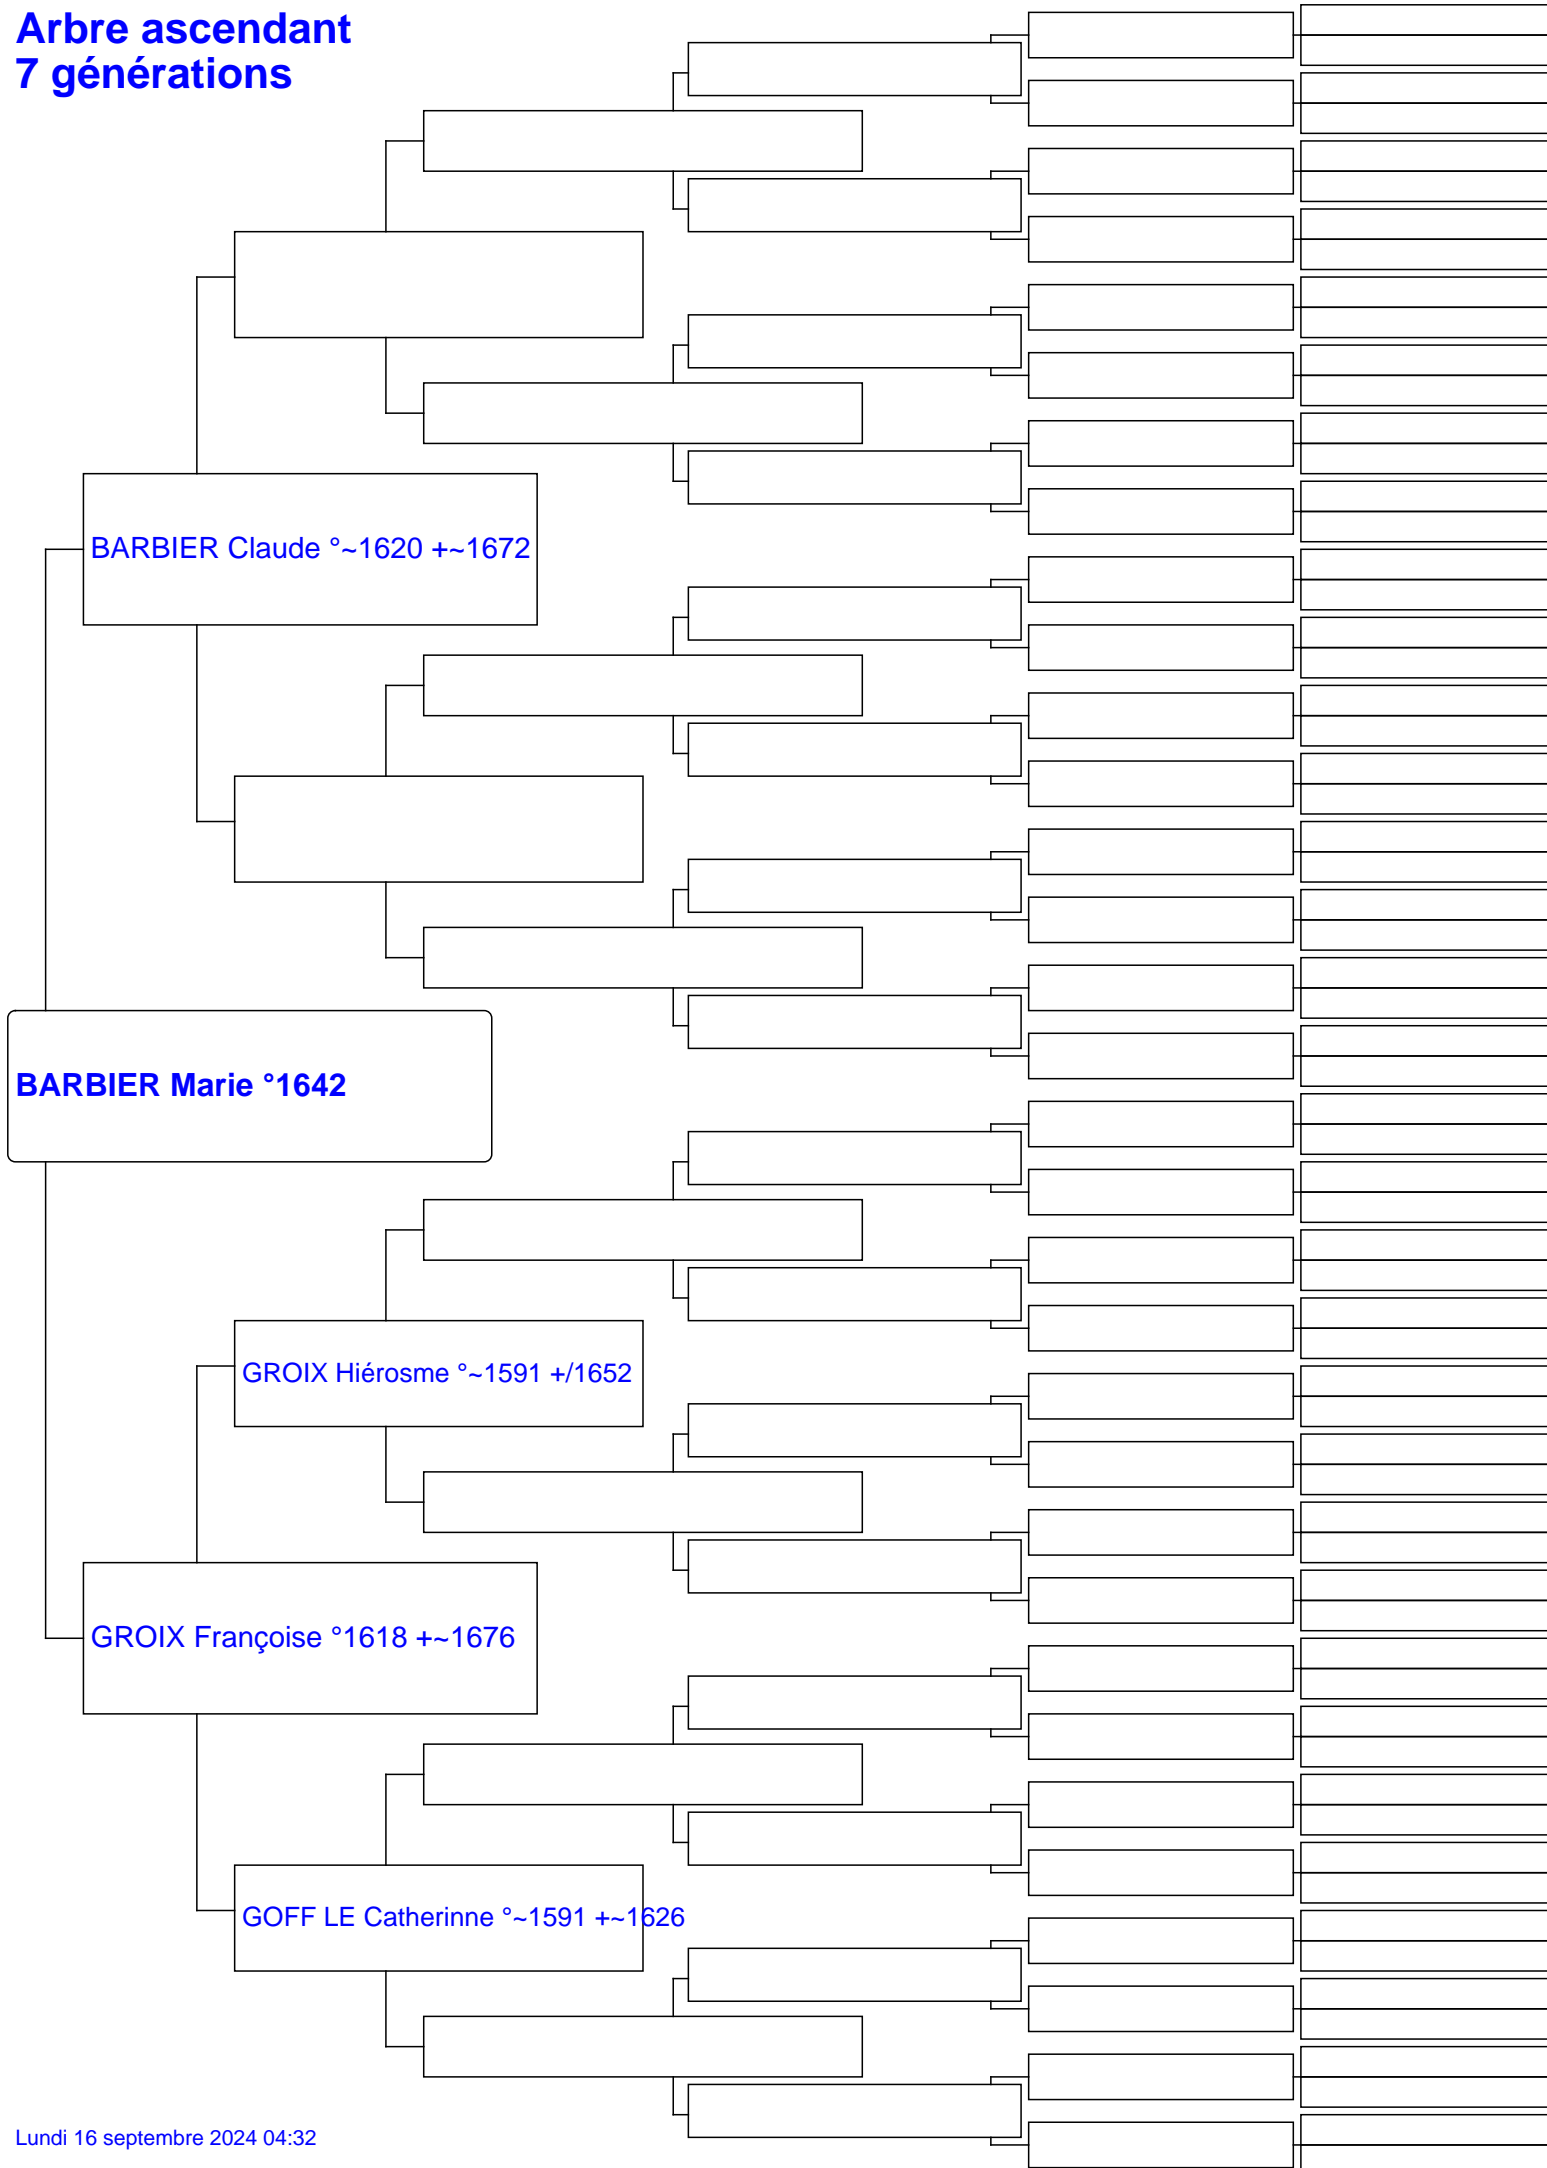 Arbre ascendant
7 générations
BARBIER Claude °~1620 +~1672
BARBIER Marie °1642
GROIX Hiérosme °~1591 +/1652
GROIX Françoise °1618 +~1676
GOFF LE Catherinne °~1591 +~1626
Lundi 16 septembre 2024 04:32